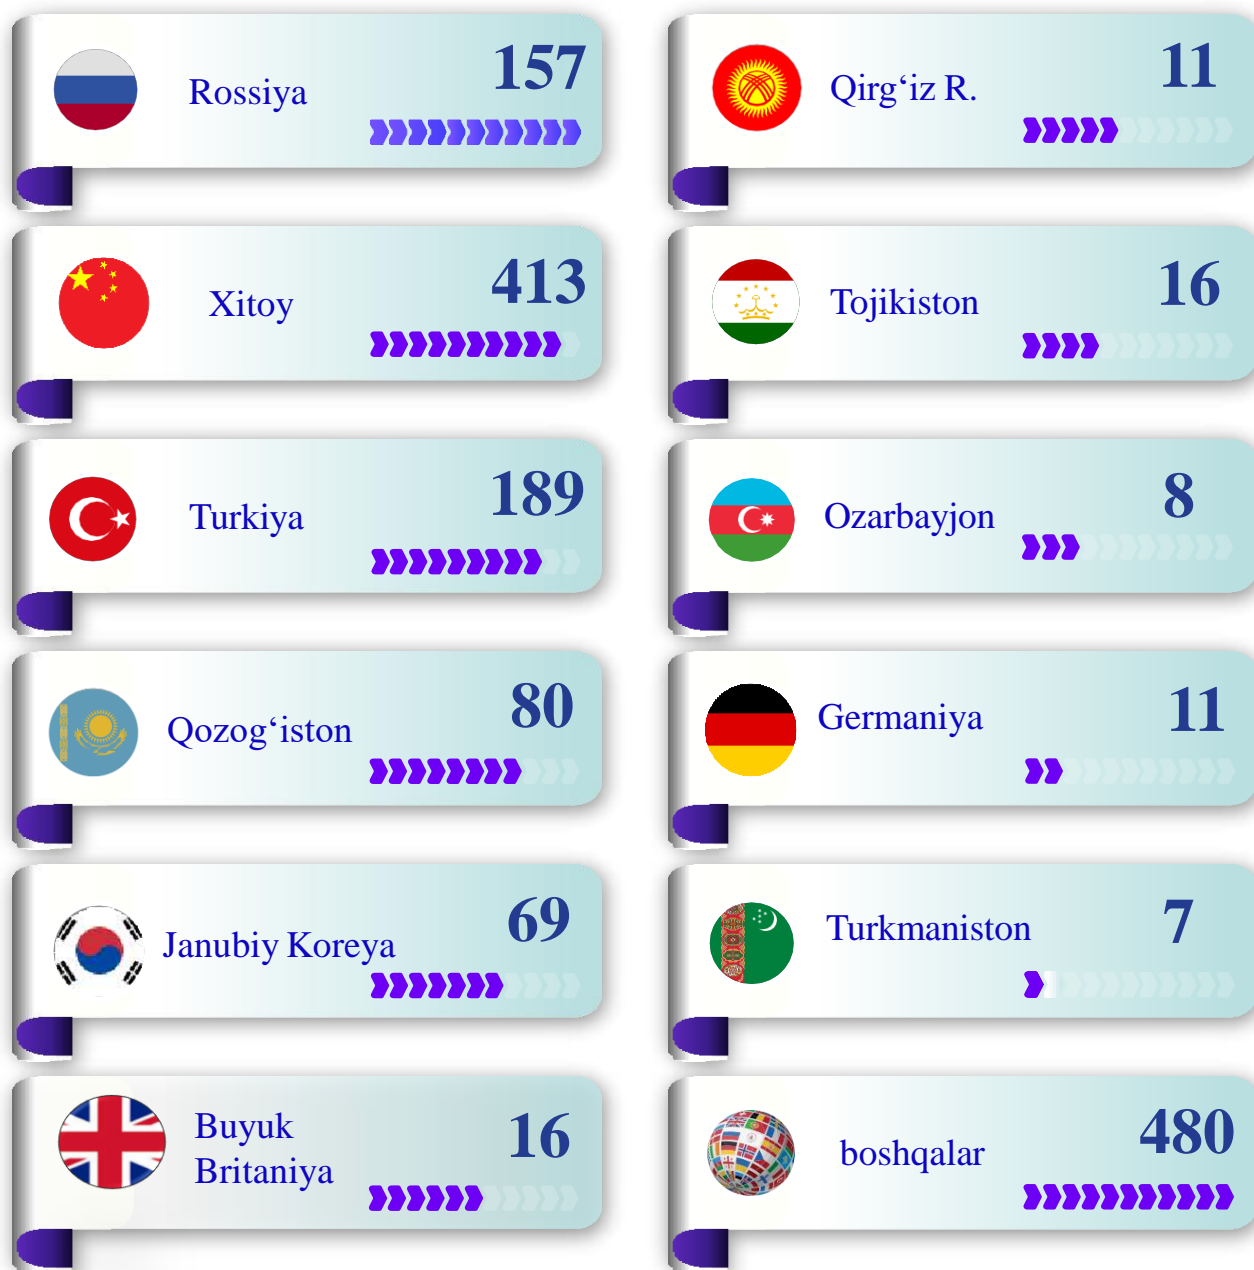 Rossiya
157
Xitoy
413
Turkiya
189
Qozog‘iston
80
Janubiy Koreya
69
Buyuk
Britaniya
16
Qirg‘iz R.
11
Tojikiston
16
Ozarbayjon
8
Germaniya
11
Turkmaniston
7
boshqalar
480